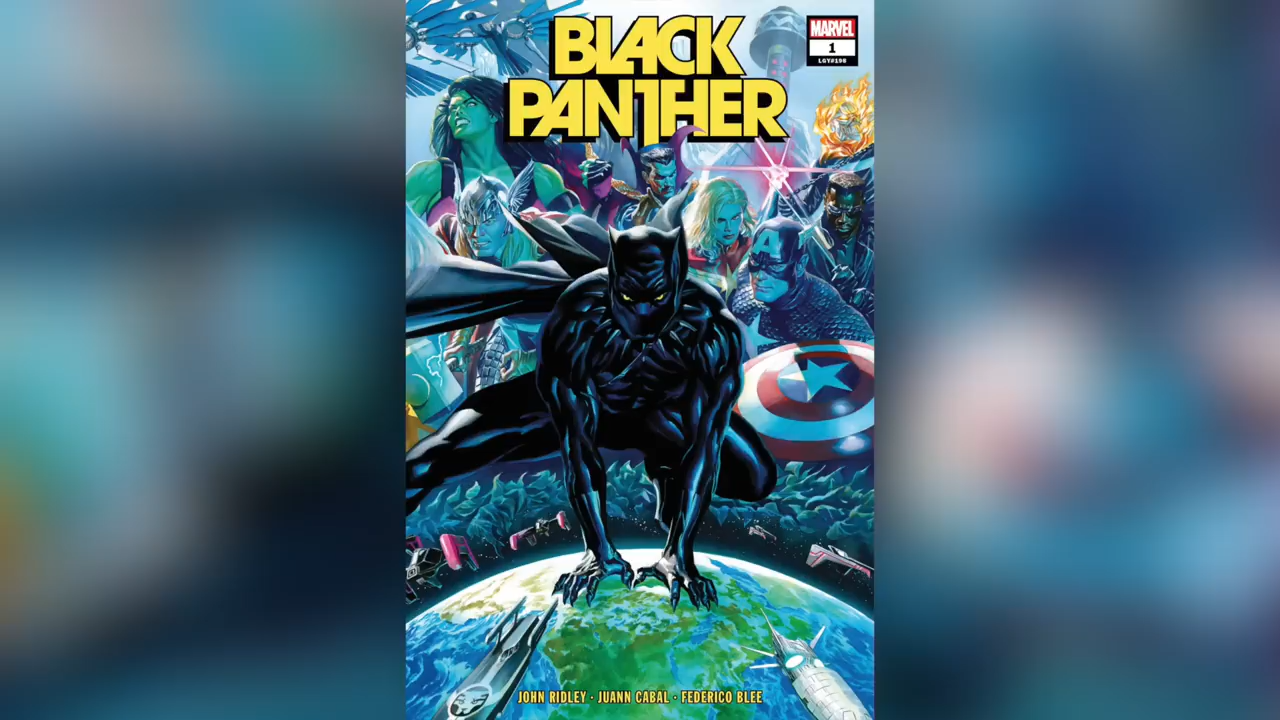 BLACK
PANTHER
MARVEL
1
LGY#198
A
JOHN RIDLEY · JUANN CABAL · FEDERICO BLEE